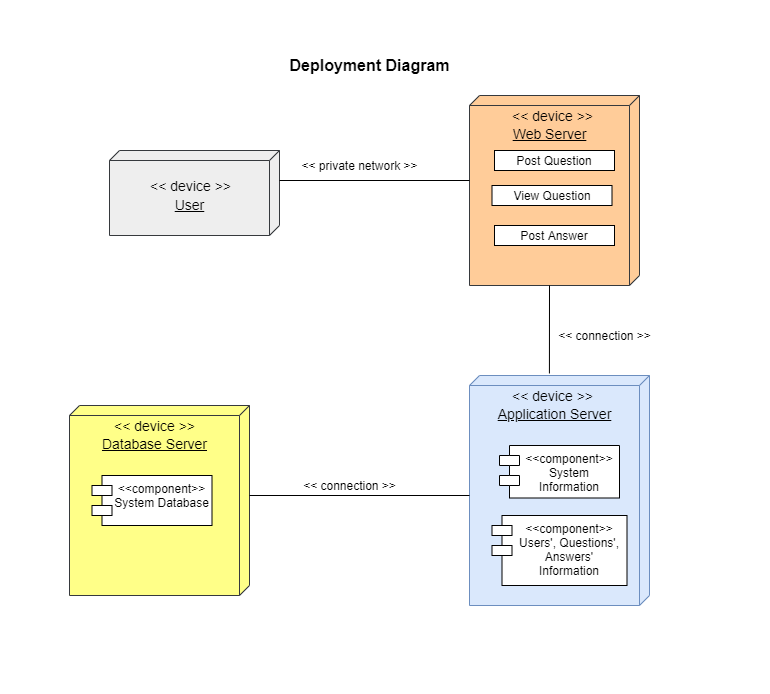 Deployment Diagram
<< device >>
Web Server
Post Question
View Question
Post Answer
<< private network >>
<< device >>
User
<< connection >>
<< device >>
Application Server
<<component>>
System
Information
<<component>>
Users', Questions',
Answers'
Information
<< connection >>
<< device >>
Database Server
<<component>>
System Database